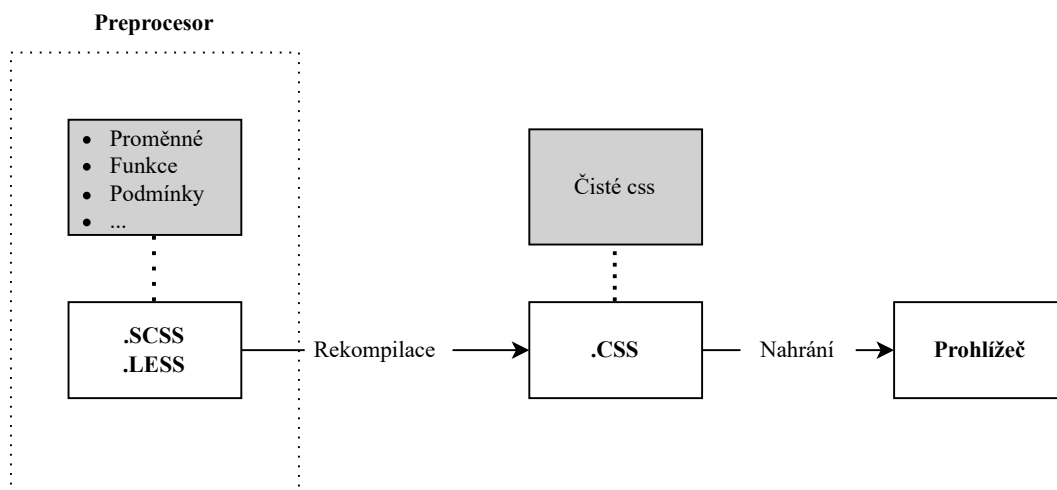 Preprocesor
• Proměnné
• Funkce
• Podmínky
• ...
Čisté css
.SCSS
.LESS
Rekompilace
.CSS
Nahrání
Prohlížeč